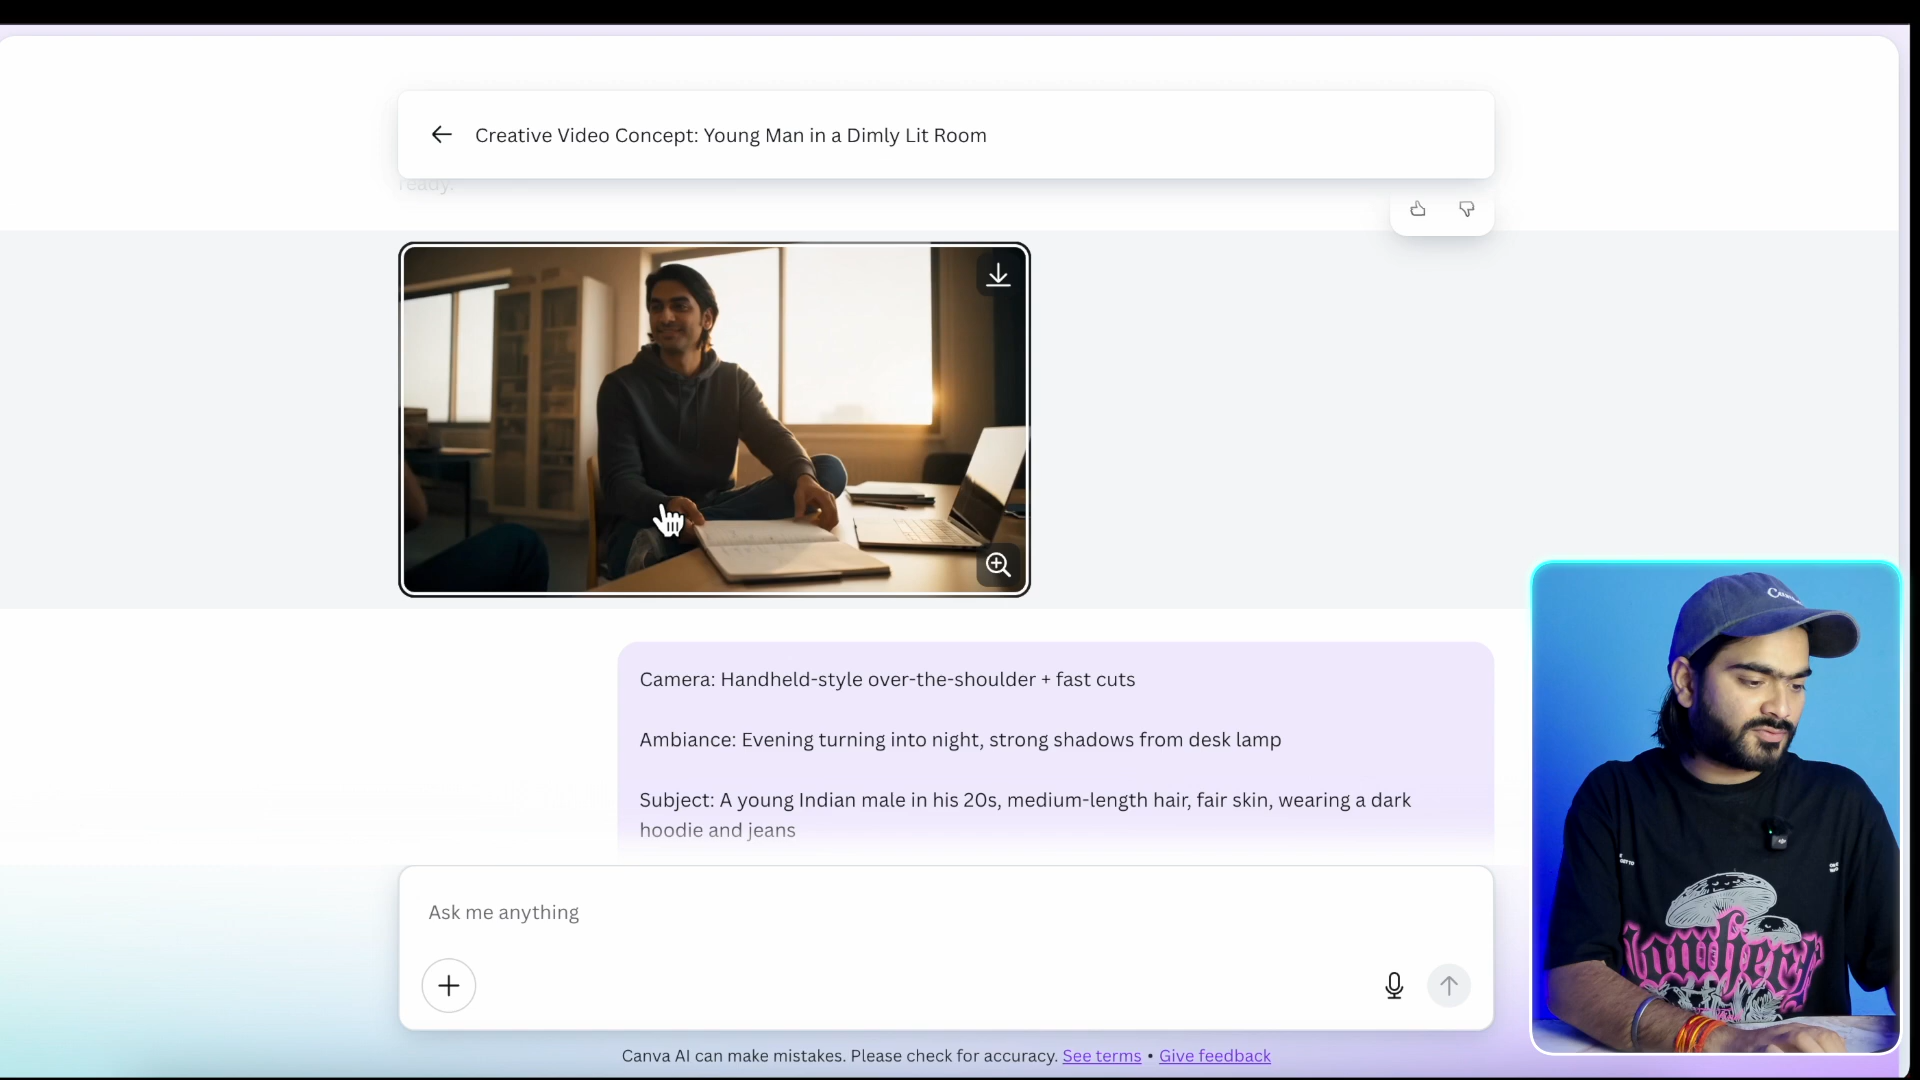 Creative Video Concept: Young Man in a Dimly Lit Room
ready.
Camera: Handheld-style over-the-shoulder + fast cuts
Ambiance: Evening turning into night, strong shadows from desk lamp
Subject: A young Indian male in his 20s, medium-length hair, fair skin, wearing a dark
hoodie and jeans
Ask me anything
Canva AI can make mistakes. Please check for accuracy. See terms • Give feedback